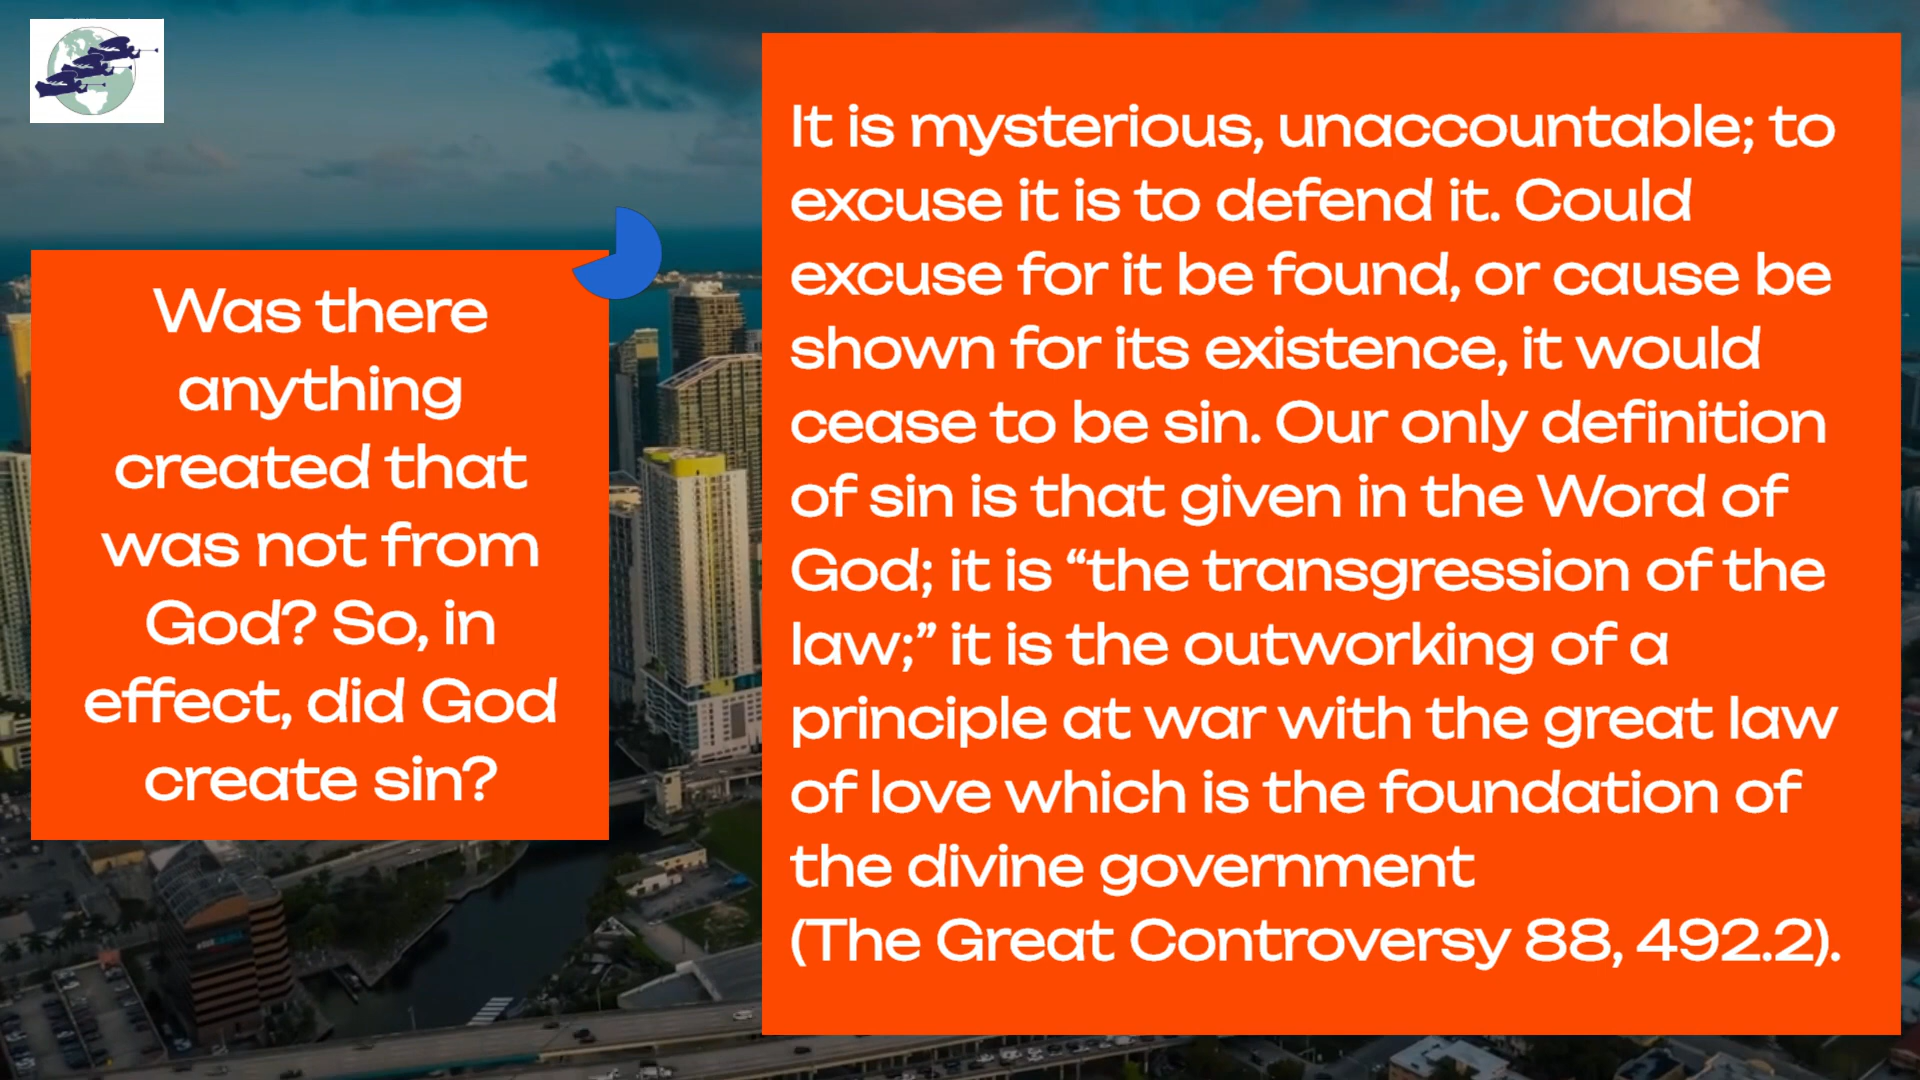 Was there
anything
created that
was not from
God? So, in
effect, did God
create sin?
It is mysterious, unaccountable; to
excuse it is to defend it. Could
excuse for it be found, or cause be
shown for its existence, it would
cease to be sin. Our only definition
of sin is that given in the Word of
God; it is “the transgression of the
law;” it is the outworking of a
principle at war with the great law
of love which is the foundation of
the divine government
(The Great Controversy 88, 492.2).